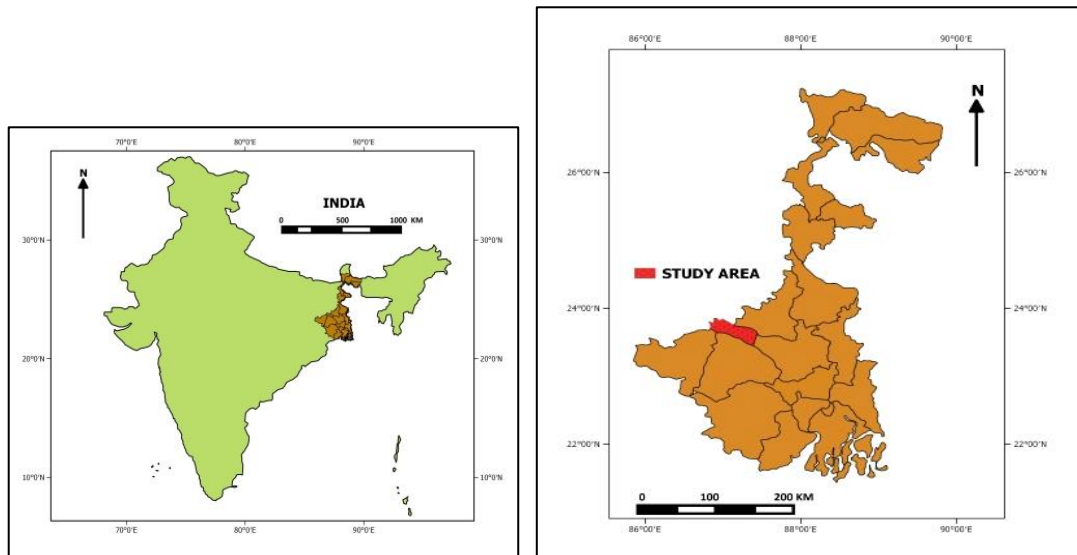 70°0'E 80°0'E 90°0'E
N
INDIA
0 500 1000 KM
30°0'N 30°0'N
20°0'N 20°0'N
10°0'N 10°0'N
70°0'E 80°0'E 90°0'E
86°00'E 88°00'E 90°00'E
N
26°00'N 26°00'N
STUDY AREA
24°00'N 24°00'N
22°00'N 22°00'N
0 100 200 KM
86°00'E 88°00'E 90°00'E